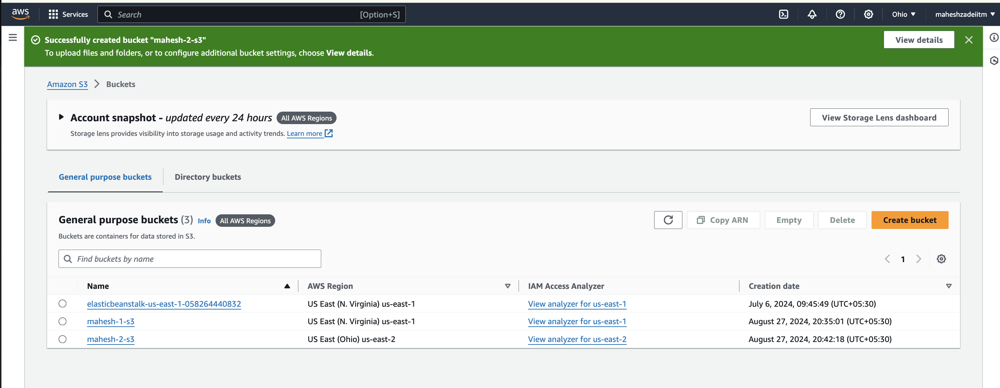 aws Services Search [Option+S] Ohio maheshzadeiitm
Successfully created bucket "mahesh-2-s3" View details
To upload files and folders, or to configure additional bucket settings, choose View details.
Amazon S3 Buckets
Account snapshot - updated every 24 hours All AWS Regions View Storage Lens dashboard
Storage lens provides visibility into storage usage and activity trends. Learn more
General purpose buckets Directory buckets
General purpose buckets (3) Info All AWS Regions Copy ARN Empty Delete Create bucket
Buckets are containers for data stored in S3.
Find buckets by name 1
Name AWS Region IAM Access Analyzer Creation date
elasticbeanstalk-us-east-1-058264440832 US East (N. Virginia) us-east-1 View analyzer for us-east-1 July 6, 2024, 09:45:49 (UTC+05:30)
mahesh-1-s3 US East (N. Virginia) us-east-1 View analyzer for us-east-1 August 27, 2024, 20:35:01 (UTC+05:30)
mahesh-2-s3 US East (Ohio) us-east-2 View analyzer for us-east-2 August 27, 2024, 20:42:18 (UTC+05:30)